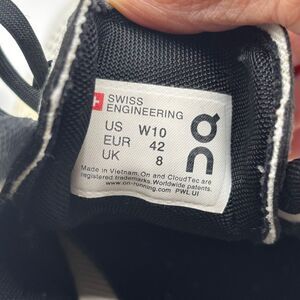 SWISS
ENGINEERING
US W10
EUR 42
UK 8
On
Made in Vietnam. On and CloudTec are
registered trademarks. Worldwide patents.
www.on-running.com PWL UI